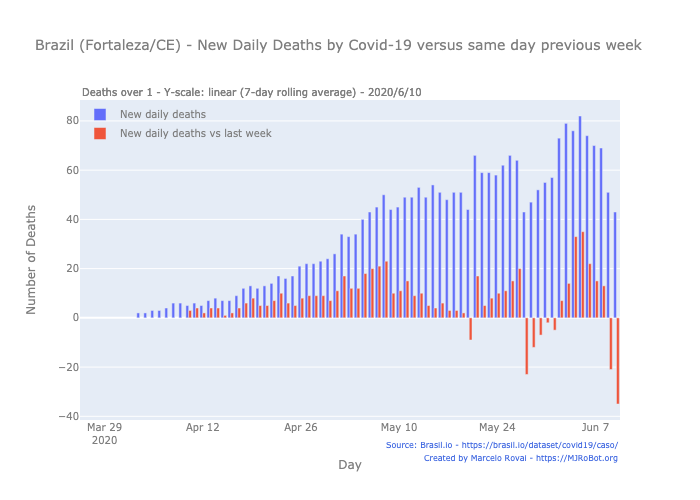 Brazil (Fortaleza/CE) - New Daily Deaths by Covid-19 versus same day previous week
Deaths over 1 - Y-scale: linear (7-day rolling average) - 2020/6/10
New daily deaths
New daily deaths vs last week
80
60
40
20
0
−20
−40
Number of Deaths
Mar 29 Apr 12 Apr 26 May 10 May 24 Jun 7
2020
Source: Brasil.io - https://brasil.io/dataset/covid19/caso/
Created by Marcelo Rovai - https://MJRoBot.org
Day